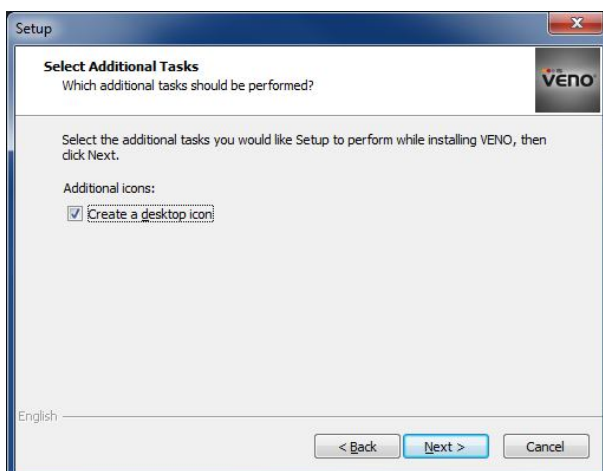 Setup
Select Additional Tasks
Which additional tasks should be performed?
VENO
Select the additional tasks you would like Setup to perform while installing VENO, then
click Next.
Additional icons:
Create a desktop icon
English
< Back
Next >
Cancel